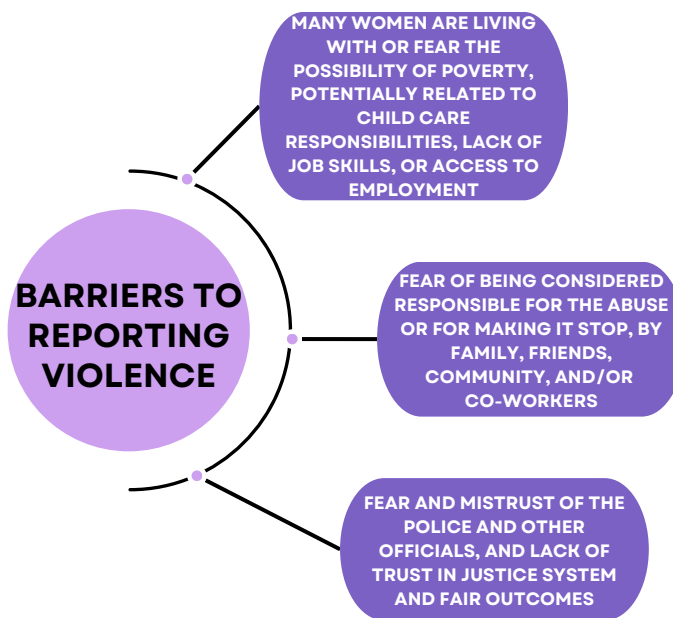 MANY WOMEN ARE LIVING
WITH OR FEAR THE
POSSIBILITY OF POVERTY,
POTENTIALLY RELATED TO
CHILD CARE
RESPONSIBILITIES, LACK OF
JOB SKILLS, OR ACCESS TO
EMPLOYMENT
BARRIERS TO
REPORTING
VIOLENCE
FEAR OF BEING CONSIDERED
RESPONSIBLE FOR THE ABUSE
OR FOR MAKING IT STOP, BY
FAMILY, FRIENDS,
COMMUNITY, AND/OR
CO-WORKERS
FEAR AND MISTRUST OF THE
POLICE AND OTHER
OFFICIALS, AND LACK OF
TRUST IN JUSTICE SYSTEM
AND FAIR OUTCOMES